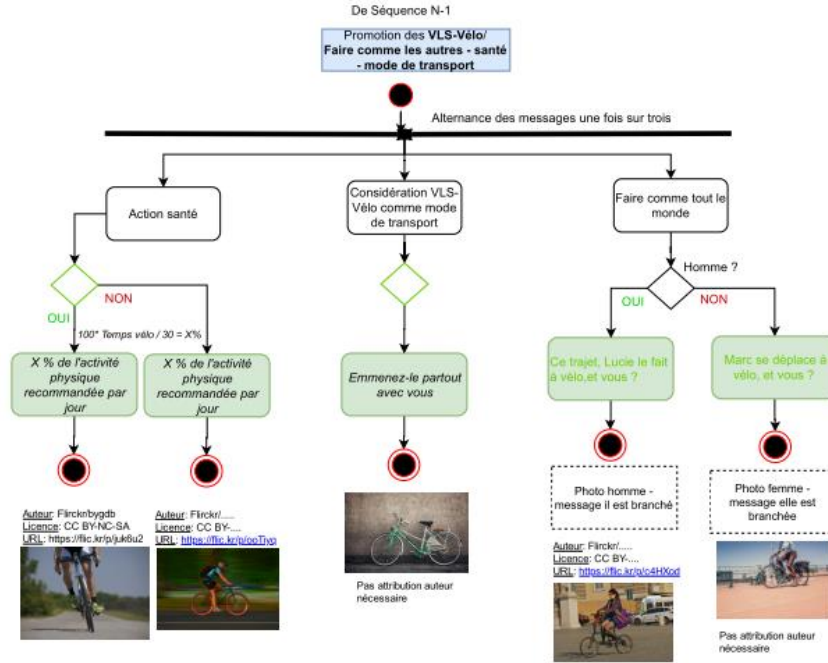 De Séquence N-1
Promotion des VLS-Vélo/
Faire comme les autres - santé
- mode de transport
Alternance des messages une fois sur trois
Action santé
Considération VLS-
Vélo comme mode
de transport
Faire comme tout le
monde
Homme ?
OUI
NON
OUI
NON
100* Temps vélo / 30 = X%
X % de l'activité
physique
recommandée par
jour
X % de l'activité
physique
recommandée par
jour
Emmenez-le partout
avec vous
Ce trajet, Lucie le fait
à vélo,et vous ?
Marc se déplace à
vélo, et vous ?
Photo homme -
message il est branché
Photo femme -
message elle est
branchée
Auteur: Flirckr/bygdb
Licence: CC BY-NC-SA
URL: https://flic.kr/p/juk6u2
Auteur: Flirckr/.....
Licence: CC BY-....
URL: https://flic.kr/p/ooTiyq
Pas attribution auteur
nécessaire
Auteur: Flirckr/.....
Licence: CC BY-....
URL: https://flic.kr/p/c4HXod
Pas attribution auteur
nécessaire